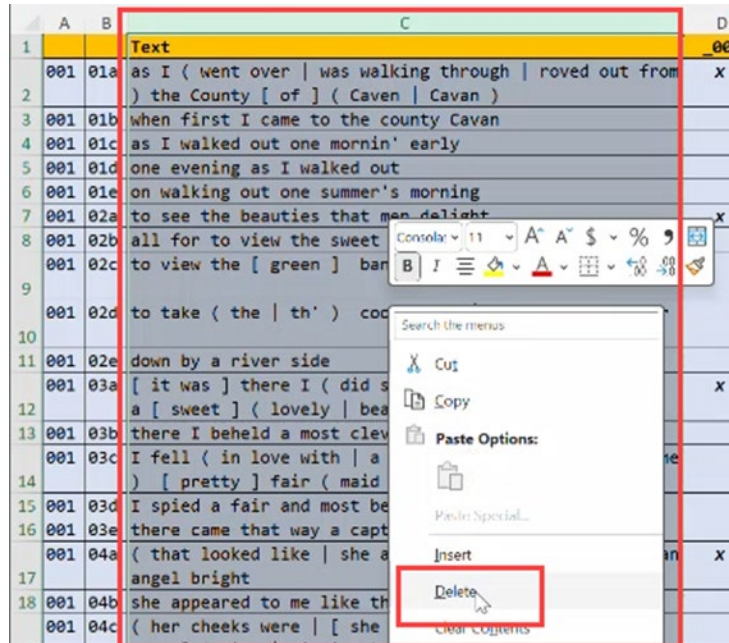 A B C D
1 Text _00
001 01a as I ( went over | was walking through | roved out from x
2 ) the County [ of ] ( Caven | Cavan )
3 001 01b when first I came to the county Cavan
4 001 01c as I walked out one mornin' early
5 001 01d one evening as I walked out
6 001 01e on walking out one summer's morning
7 001 02a to see the beauties that men delight x
8 001 02b all for to view the sweet
Consolas 11 A^ A˅ $ % 9
B I A
001 02c to view the [ green ] ban
9
001 02d to take ( the | th' )
10
Search the menus
11 001 02e down by a river side
Cut
001 03a [ it was ] there I ( did s x
12 a [ sweet ] ( lovely | bea
Copy
13 001 03b there I beheld a most clev
Paste Options:
001 03c I fell ( in love with | a
14 ) [ pretty ] fair ( maid
15 001 03d I spied a fair and most be
Paste Special...
16 001 03e there came that way a capt
001 04a ( that looked like | she a an x
Insert
17 angel bright
Delete
18 001 04b she appeared to me like th
Clear Contents
001 04c ( her cheeks were | [ she